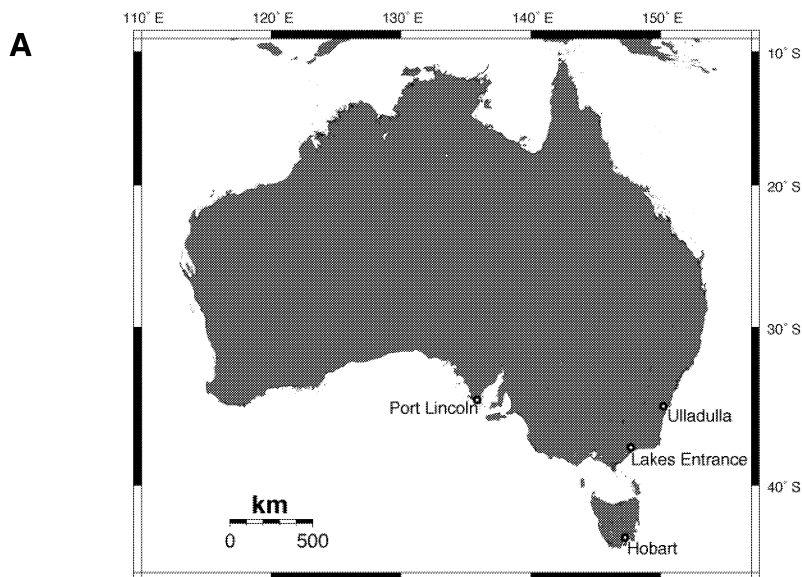 110° E 120° E 130° E 140° E 150° E
A
10° S
20° S
30° S
Port Lincoln
Ulladulla
Lakes Entrance
40° S
km
0 500
Hobart